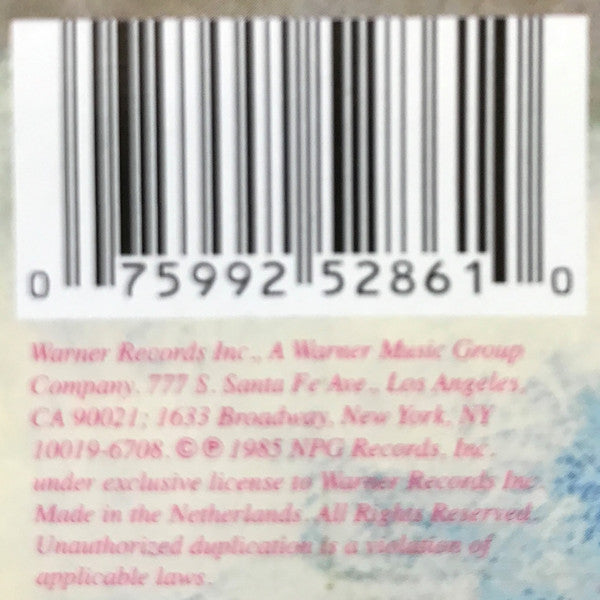 0 75992 52861 0
Warner Records Inc., A Warner Music Group
Company. 777 S. Santa Fe Ave., Los Angeles,
CA 90021; 1633 Broadway, New York, NY
10019-6708. © ℗ 1985 NPG Records, Inc.
under exclusive license to Warner Records Inc.
Made in the Netherlands. All Rights Reserved.
Unauthorized duplication is a violation of
applicable laws.